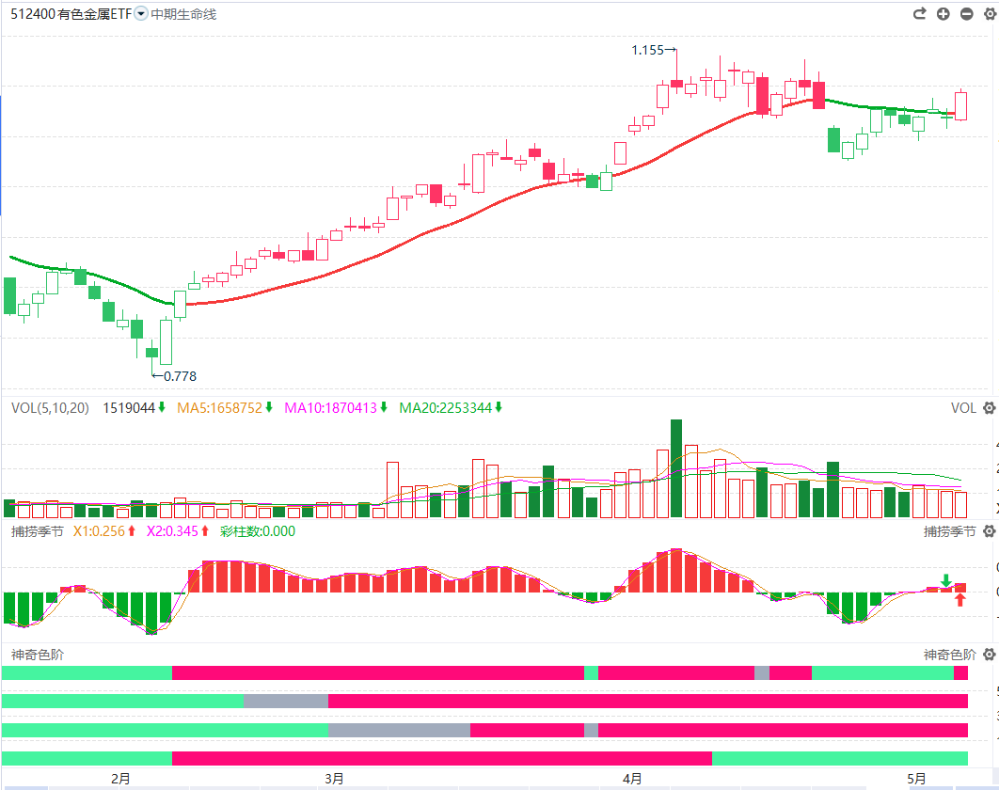 512400有色金属ETF 中期生命线
1.155→
←0.778
VOL(5,10,20) 1519044 MA5:1658752 MA10:1870413 MA20:2253344 VOL
捕捞季节 X1:0.256 X2:0.345 彩柱数:0.000 捕捞季节
神奇色阶 神奇色阶
2月 3月 4月 5月